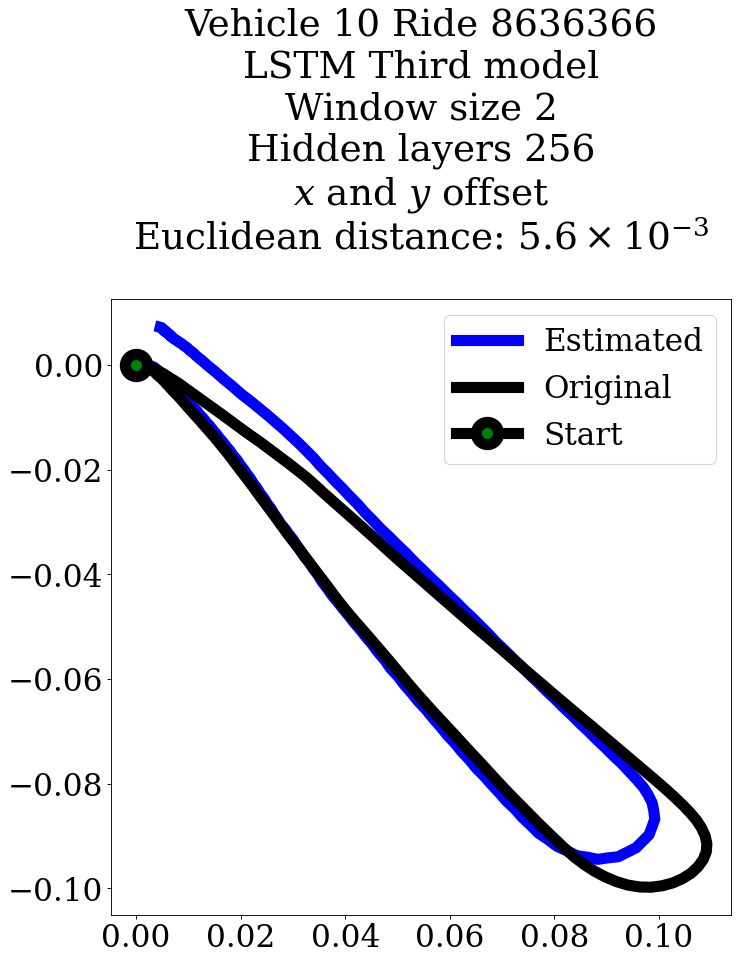 Vehicle 10 Ride 8636366
LSTM Third model
Window size 2
Hidden layers 256
x and y offset
Euclidean distance: 5.6 × 10⁻³
Estimated
Original
Start
0.00
−0.02
−0.04
−0.06
−0.08
−0.10
0.00 0.02 0.04 0.06 0.08 0.10